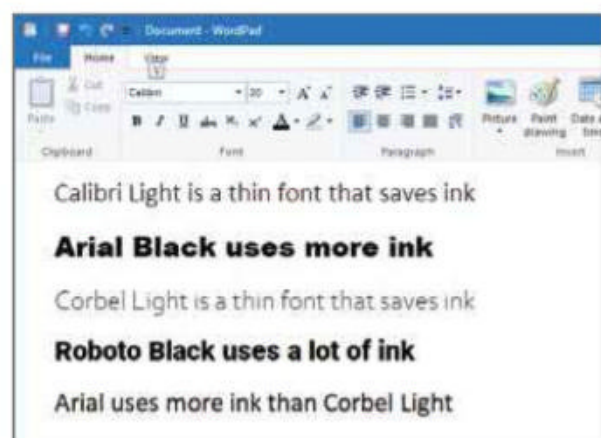 Document - WordPad
File Home View
Cut
Copy
Paste
Calibri 20
Picture Paint drawing
Clipboard Font Paragraph Insert
Calibri Light is a thin font that saves ink
Arial Black uses more ink
Corbel Light is a thin font that saves ink
Roboto Black uses a lot of ink
Arial uses more ink than Corbel Light